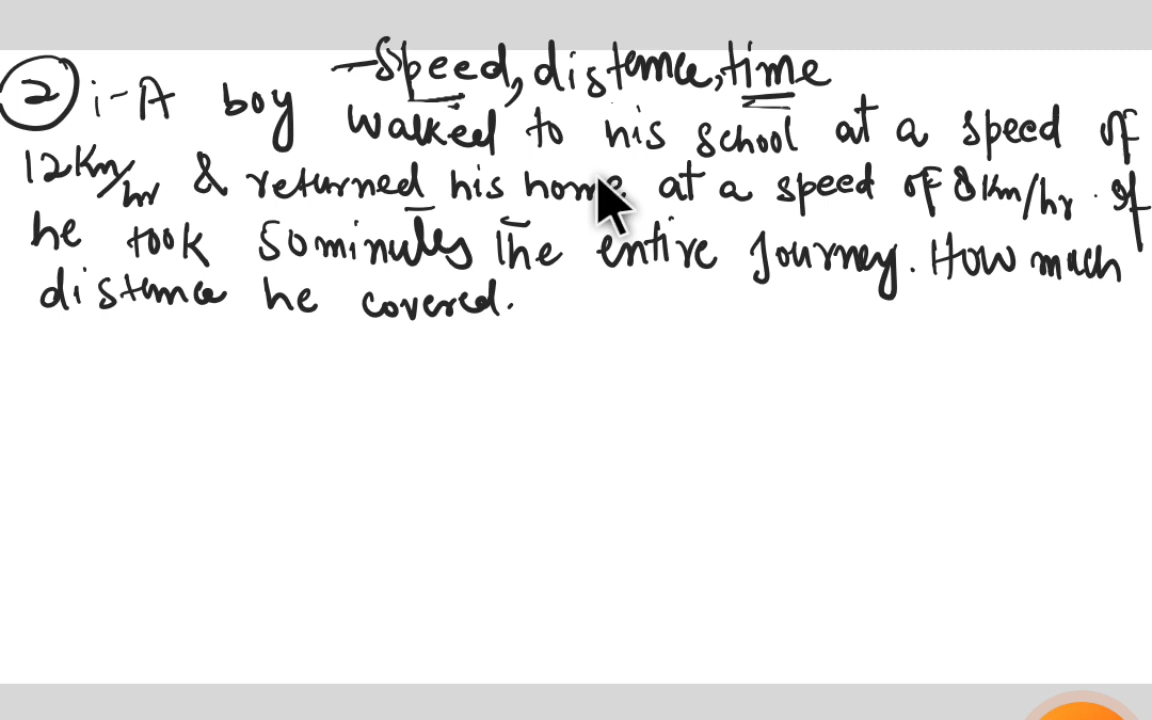 -Speed, distance, time
② i- A boy walked to his school at a speed of
12Km/hr & returned his home at a speed of 8Km/hr. If
he took 50minutes the entire Journey. How much
distance he covered.